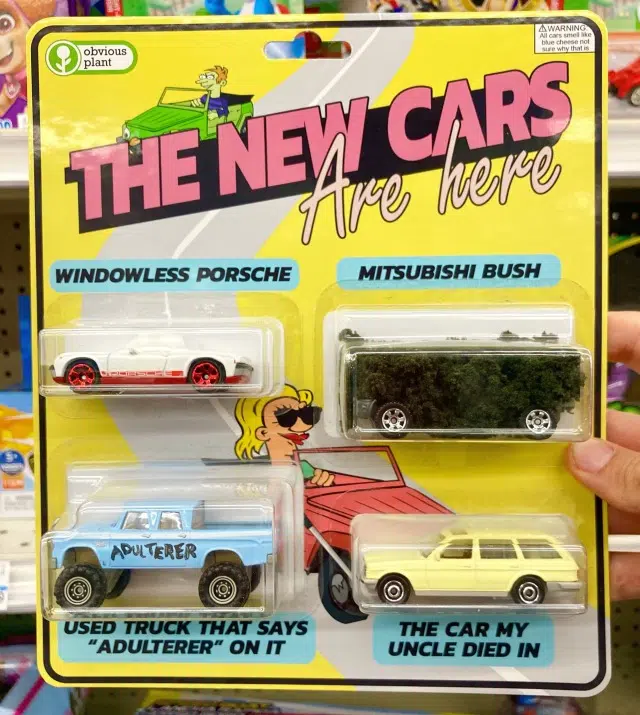 obvious
plant
WARNING
All cars smell like
blue cheese not
sure why that is
THE NEW CARS
Are here
WINDOWLESS PORSCHE
MITSUBISHI BUSH
PORSCHE
ADULTERER
USED TRUCK THAT SAYS
"ADULTERER" ON IT
THE CAR MY
UNCLE DIED IN